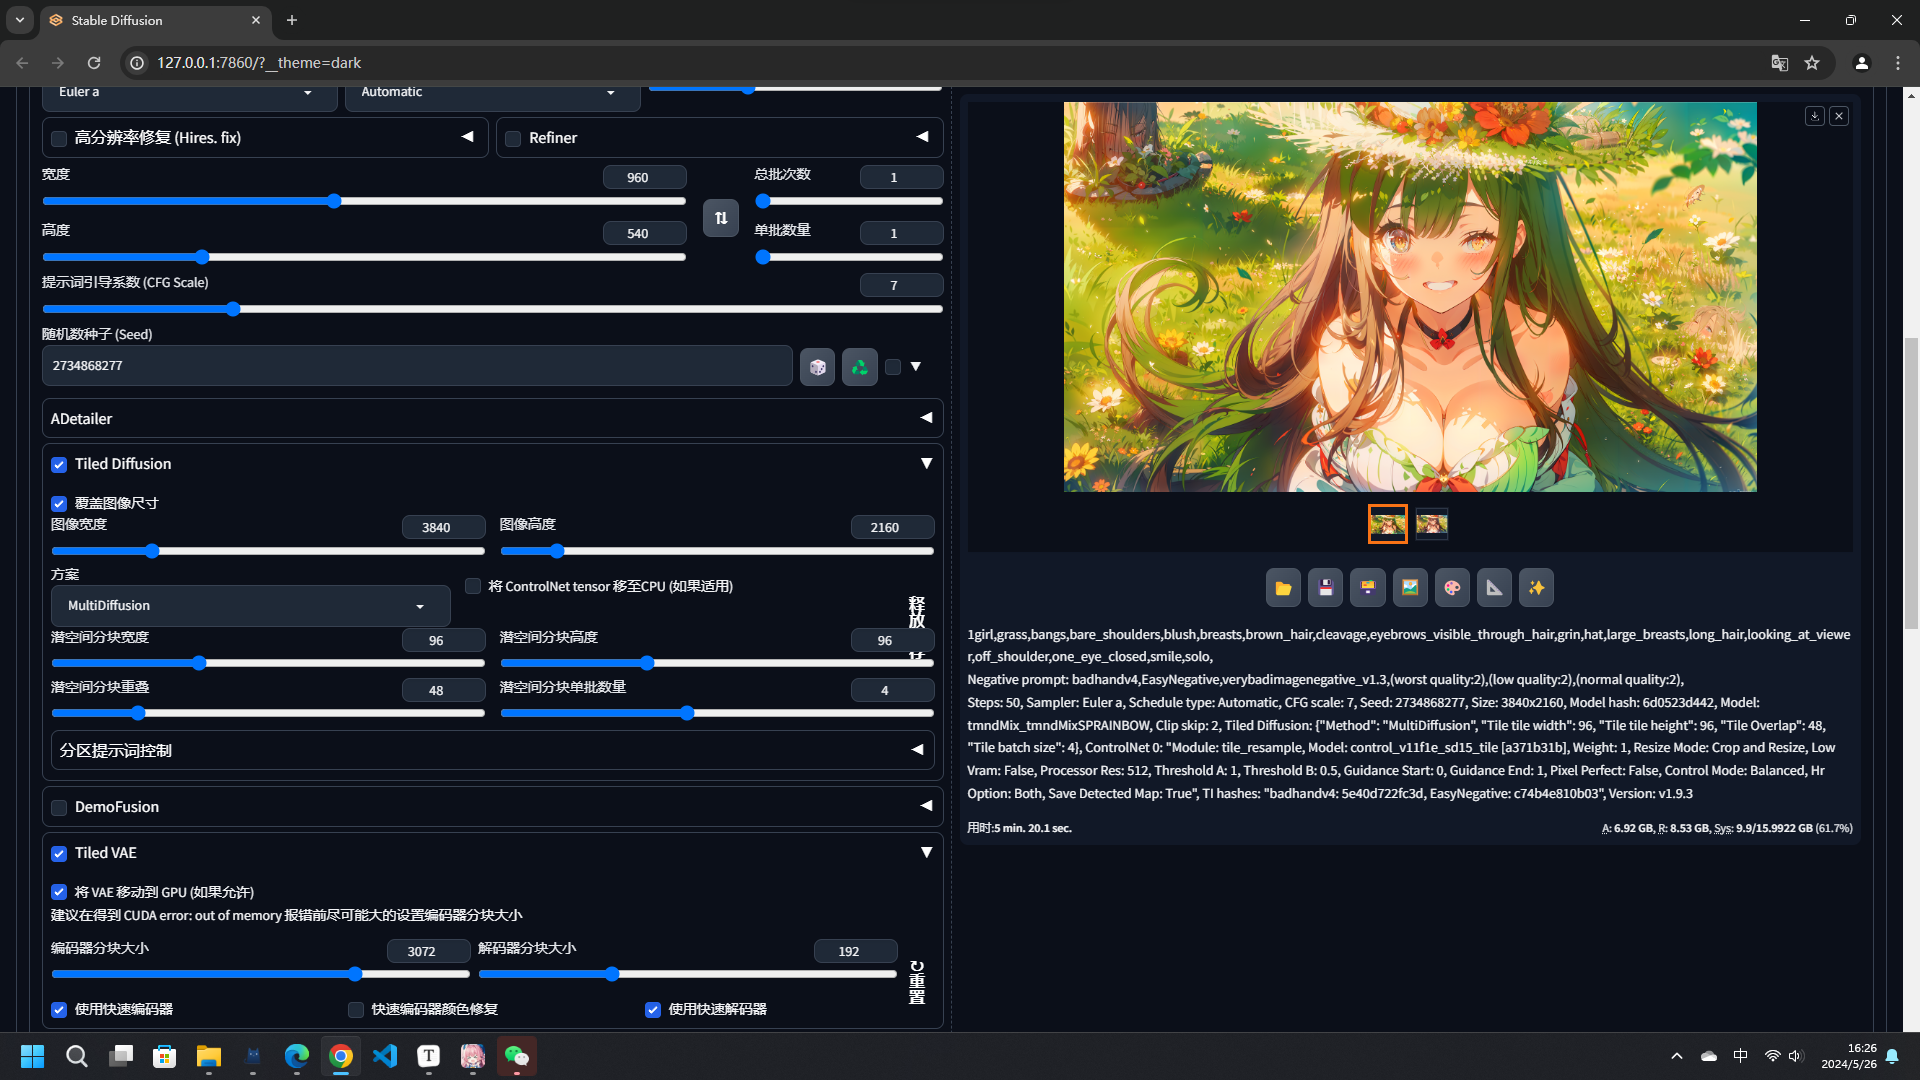 Stable Diffusion
127.0.0.1:7860/?__theme=dark
Euler a
Automatic
高分辨率修复 (Hires. fix)
Refiner
宽度
960
总批次数
1
高度
540
单批数量
1
提示词引导系数 (CFG Scale)
7
随机数种子 (Seed)
2734868277
ADetailer
Tiled Diffusion
覆盖图像尺寸
图像宽度
3840
图像高度
2160
方案
MultiDiffusion
将 ControlNet tensor 移至CPU (如果适用)
释放
潜空间分块宽度
96
潜空间分块高度
96
潜空间分块重叠
48
潜空间分块单批数量
4
分区提示词控制
DemoFusion
Tiled VAE
将 VAE 移动到 GPU (如果允许)
建议在得到 CUDA error: out of memory 报错前尽可能大的设置编码器分块大小
编码器分块大小
3072
解码器分块大小
192
↻重置
使用快速编码器
快速编码器颜色修复
使用快速解码器
1girl,grass,bangs,bare_shoulders,blush,breasts,brown_hair,cleavage,eyebrows_visible_through_hair,grin,hat,large_breasts,long_hair,looking_at_viewe
r,off_shoulder,one_eye_closed,smile,solo,
Negative prompt: badhandv4,EasyNegative,verybadimagenegative_v1.3,(worst quality:2),(low quality:2),(normal quality:2),
Steps: 50, Sampler: Euler a, Schedule type: Automatic, CFG scale: 7, Seed: 2734868277, Size: 3840x2160, Model hash: 6d0523d442, Model:
tmndMix_tmndMixSPRAINBOW, Clip skip: 2, Tiled Diffusion: {"Method": "MultiDiffusion", "Tile tile width": 96, "Tile tile height": 96, "Tile Overlap": 48,
"Tile batch size": 4}, ControlNet 0: "Module: tile_resample, Model: control_v11f1e_sd15_tile [a371b31b], Weight: 1, Resize Mode: Crop and Resize, Low
Vram: False, Processor Res: 512, Threshold A: 1, Threshold B: 0.5, Guidance Start: 0, Guidance End: 1, Pixel Perfect: False, Control Mode: Balanced, Hr
Option: Both, Save Detected Map: True", TI hashes: "badhandv4: 5e40d722fc3d, EasyNegative: c74b4e810b03", Version: v1.9.3
用时:5 min. 20.1 sec.
A: 6.92 GB, R: 8.53 GB, Sys: 9.9/15.9922 GB (61.7%)
中
16:26
2024/5/26